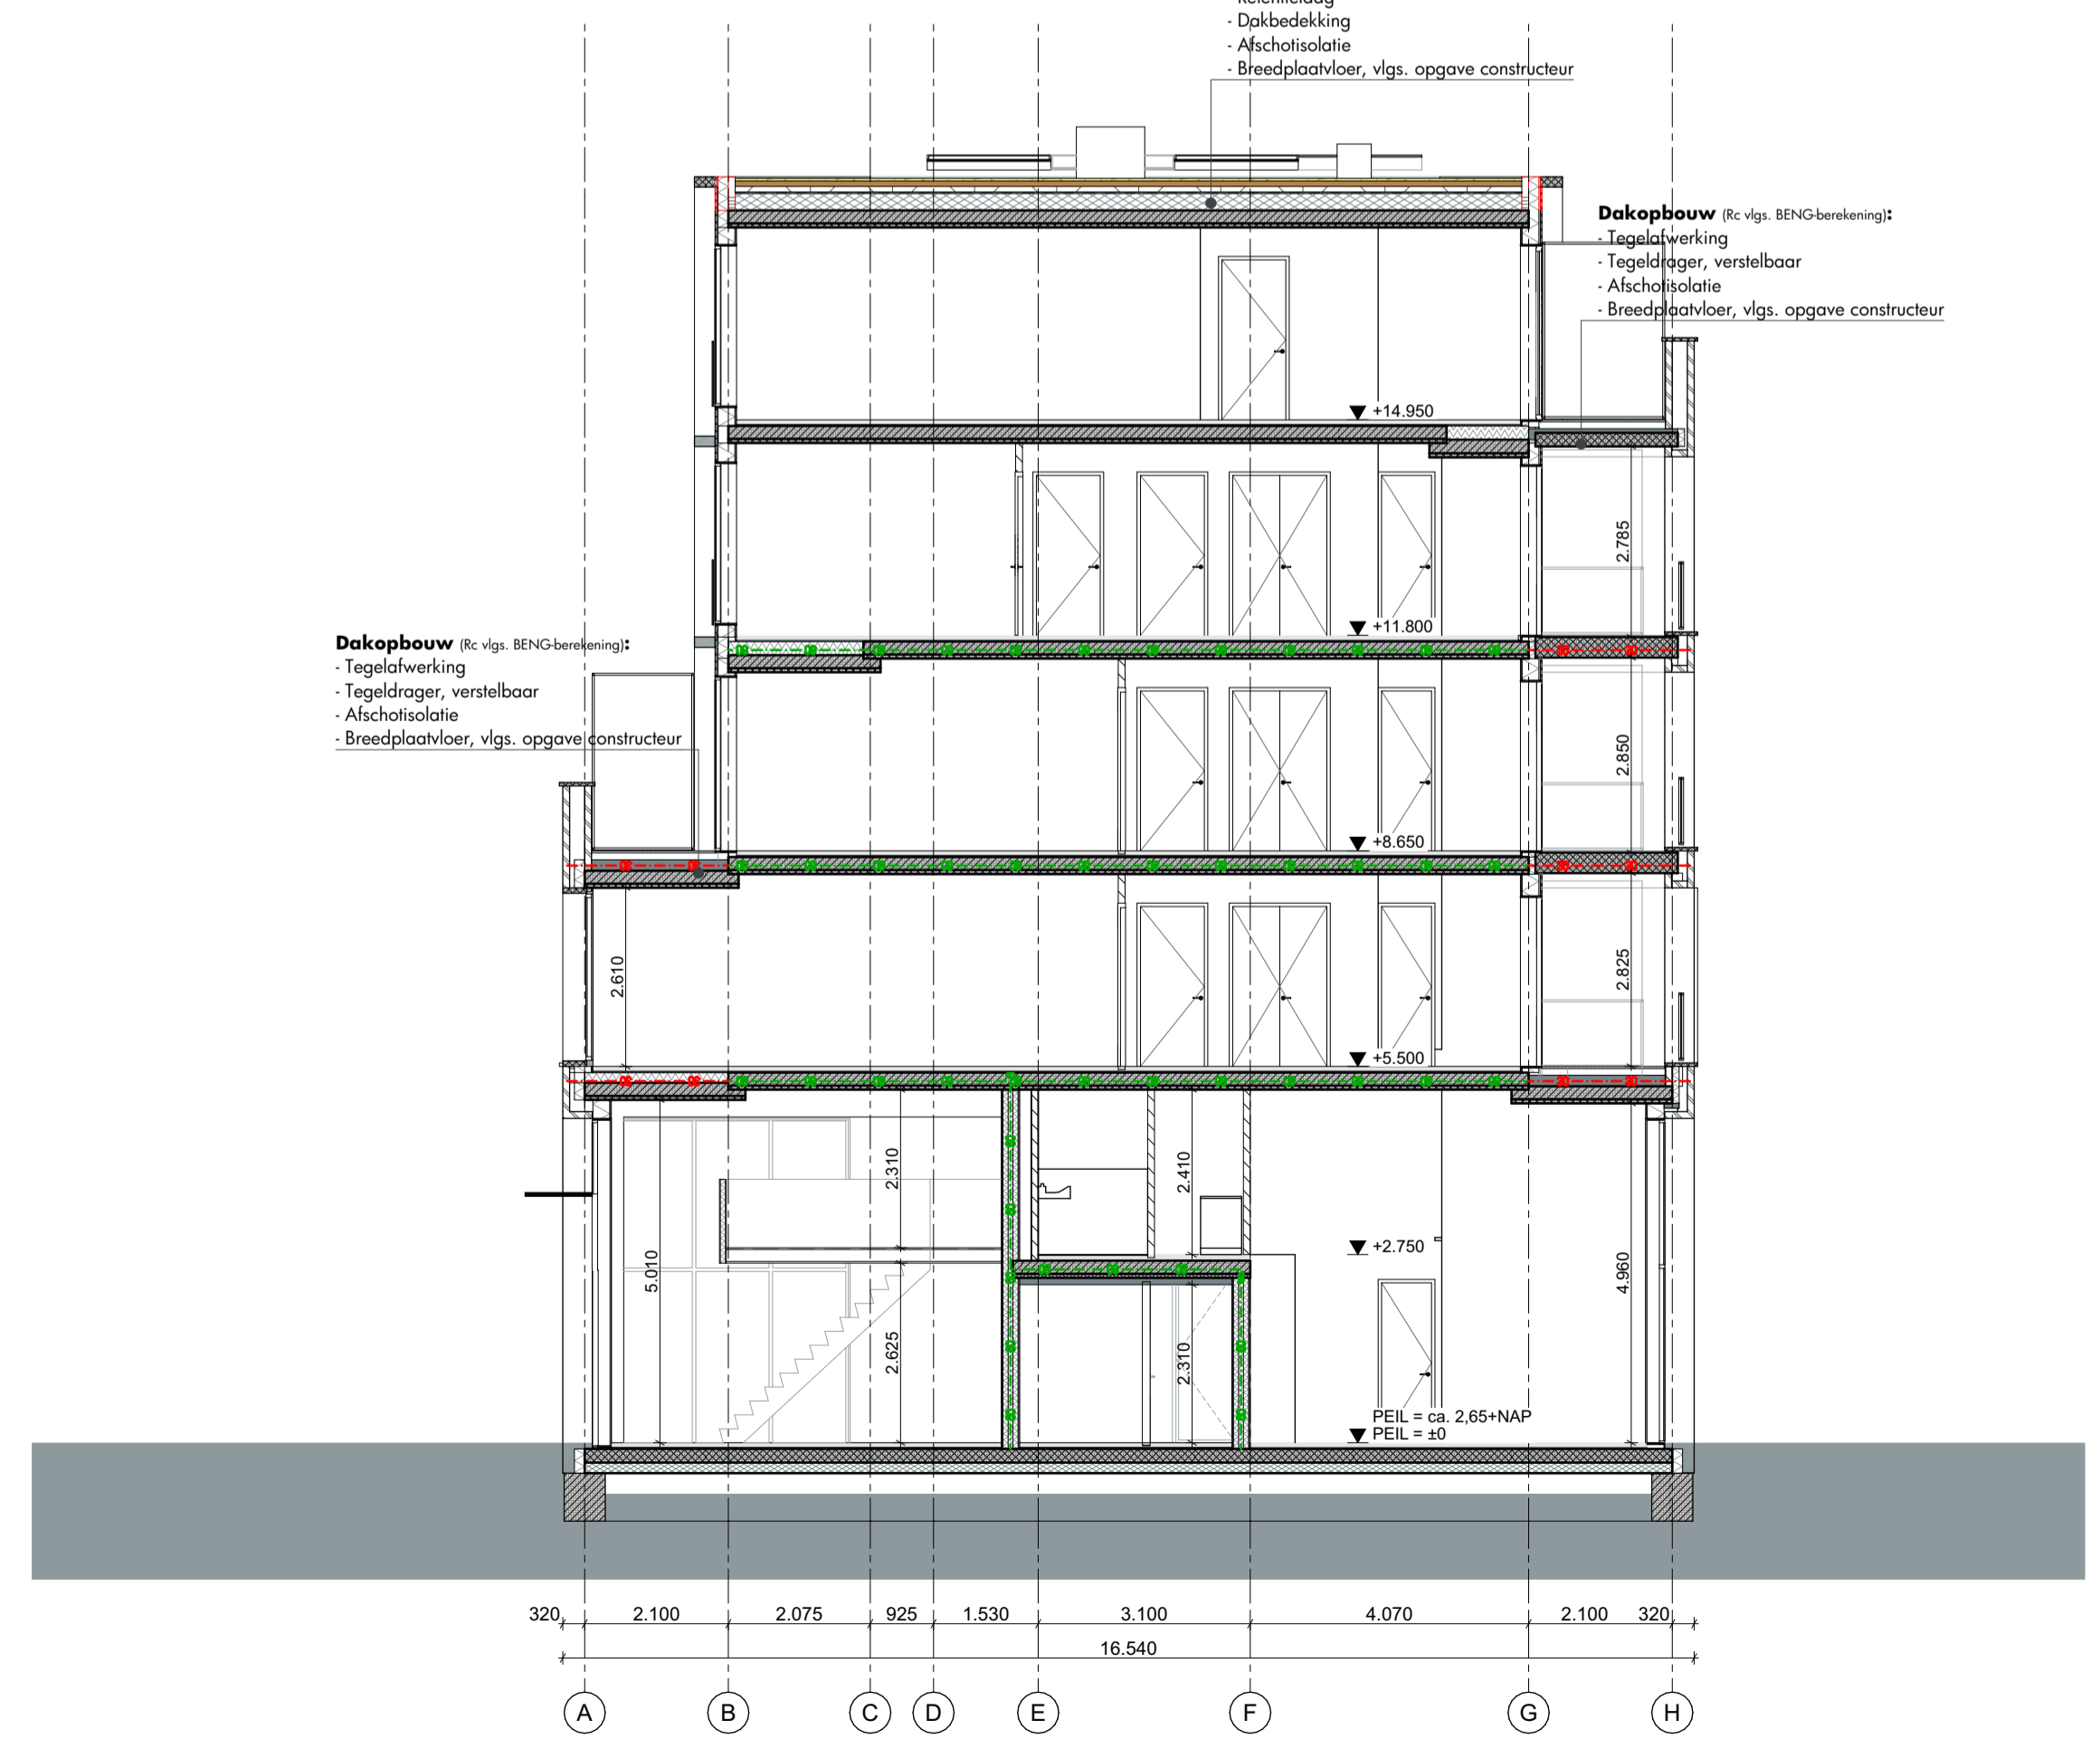 - Dakbedekking
- Afschotisolatie
- Breedplaatvloer, vlgs. opgave constructeur
Dakopbouw (Rc vlgs. BENG-berekening):
- Tegelafwerking
- Tegeldrager, verstelbaar
- Afschotisolatie
- Breedplaatvloer, vlgs. opgave constructeur
+14.950
2.785
+11.800
Dakopbouw (Rc vlgs. BENG-berekening):
- Tegelafwerking
- Tegeldrager, verstelbaar
- Afschotisolatie
- Breedplaatvloer, vlgs. opgave constructeur
2.850
+8.650
2.610
2.825
+5.500
2.310
2.410
+2.750
5.010
4.960
2.625
2.310
PEIL = ca. 2,65+NAP
PEIL = ±0
320 2.100 2.075 925 1.530 3.100 4.070 2.100 320
16.540
A B C D E F G H